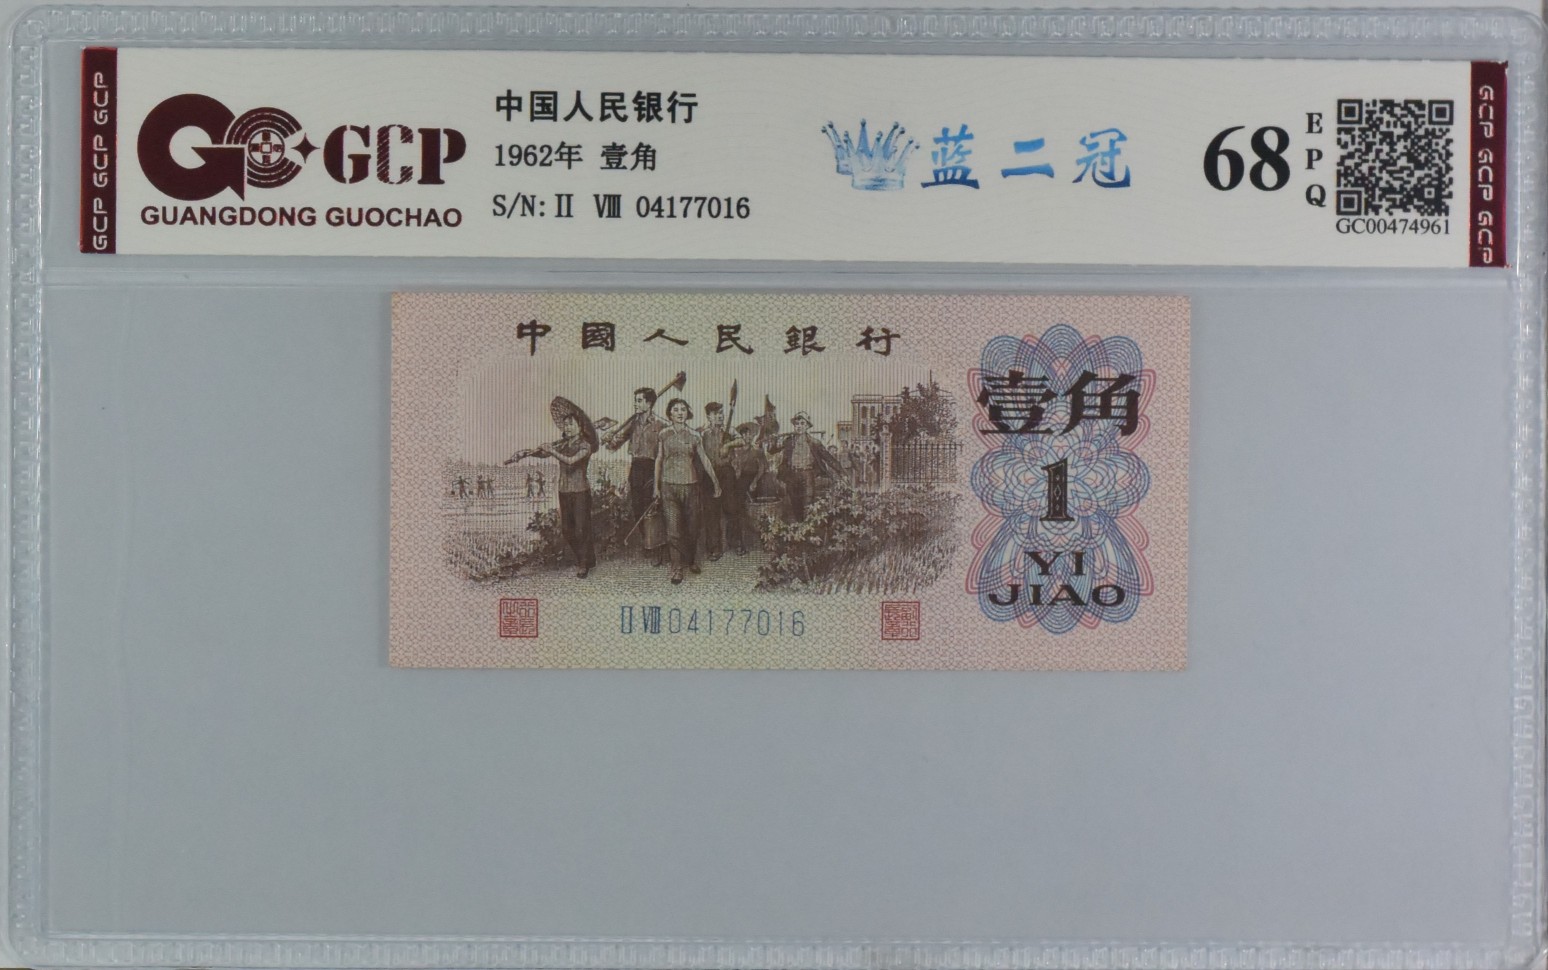 GCP GCP GCP
GCP
GUANGDONG GUOCHAO
中国人民银行
1962年 壹角
S/N: II VIII 04177016
蓝二冠
68
EPQ
GC00474961
GCP GCP GCP
中國人民銀行
壹角
1
YI
JIAO
II VIII 04177016